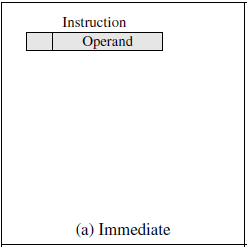 Instruction
Operand
(a) Immediate